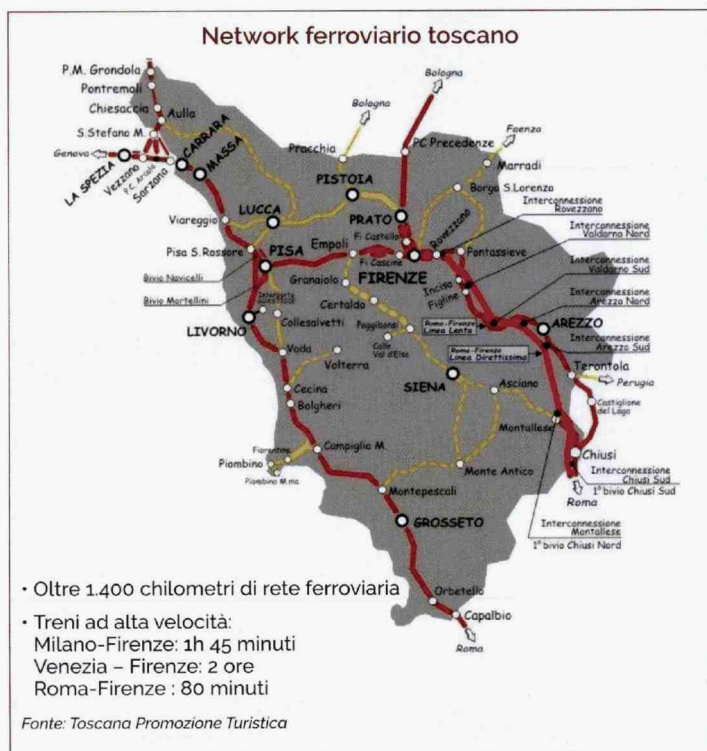 Network ferroviario toscano
P.M. Grondola
Pontremoli
Chiesaccia
Aulla
S.Stefano M.
Genova
LA SPEZIA
Vezzano
P.C. Arcola
Sarzana
CARRARA
MASSA
Bologna
Bologna
Faenza
Pracchia
PC Precedenze
Marradi
PISTOIA
Borgo S.Lorenzo
Viareggio
LUCCA
PRATO
Interconnessione
Rovezzano
Pisa S. Rossore
PISA
Empoli
Fi Castello
Rovezzano
Pontassieve
Interconnessione
Valdarno Nord
Fi Cascine
FIRENZE
Bivio Navicelli
Granaiolo
Incisa
Figline
Interconnessione
Valdarno Sud
Bivio Mortellini
Certaldo
Interconnessione
Arezzo Nord
LIVORNO
Collesalvetti
Poggibonsi
Roma-Firenze
Linea Lenta
AREZZO
Colle
Val d'Elsa
Roma-Firenze
Linea Direttissima
Interconnessione
Arezzo Sud
Vada
Volterra
SIENA
Asciano
Terontola
Perugia
Cecina
Castiglione
del Lago
Bolgheri
Montallese
Fiorentina
Campiglia M.
Chiusi
Piombino
Piombino M.ma
Monte Antico
Interconnessione
Chiusi Sud
1° bivio Chiusi Sud
Montepescali
Roma
GROSSETO
Interconnessione
Montallese
1° bivio Chiusi Nord
Orbetello
Capalbio
Roma
• Oltre 1.400 chilometri di rete ferroviaria
• Treni ad alta velocità:
Milano-Firenze: 1h 45 minuti
Venezia – Firenze: 2 ore
Roma-Firenze : 80 minuti
Fonte: Toscana Promozione Turistica